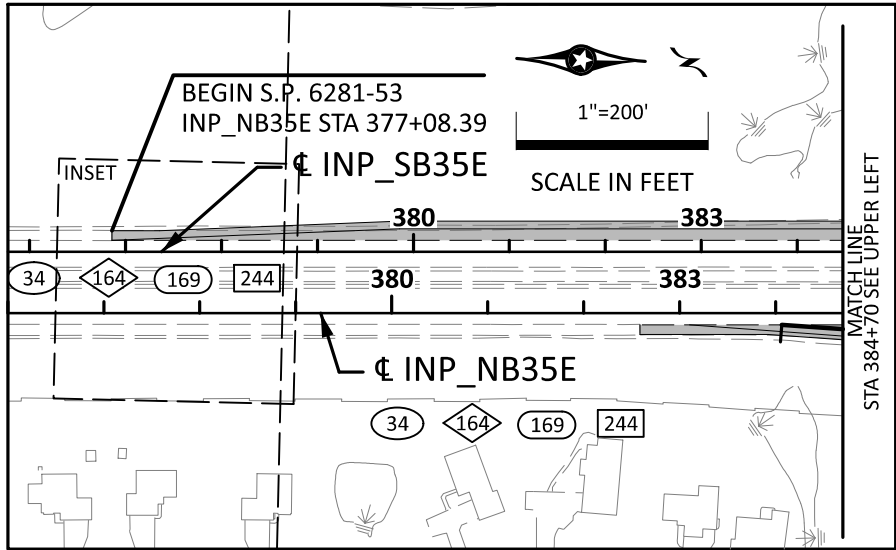 BEGIN S.P. 6281-53
INP_NB35E STA 377+08.39
1"=200'
SCALE IN FEET
INSET
℄ INP_SB35E
380 383
34 164 169 244 380 383
℄ INP_NB35E
34 164 169 244
MATCH LINE
STA 384+70 SEE UPPER LEFT